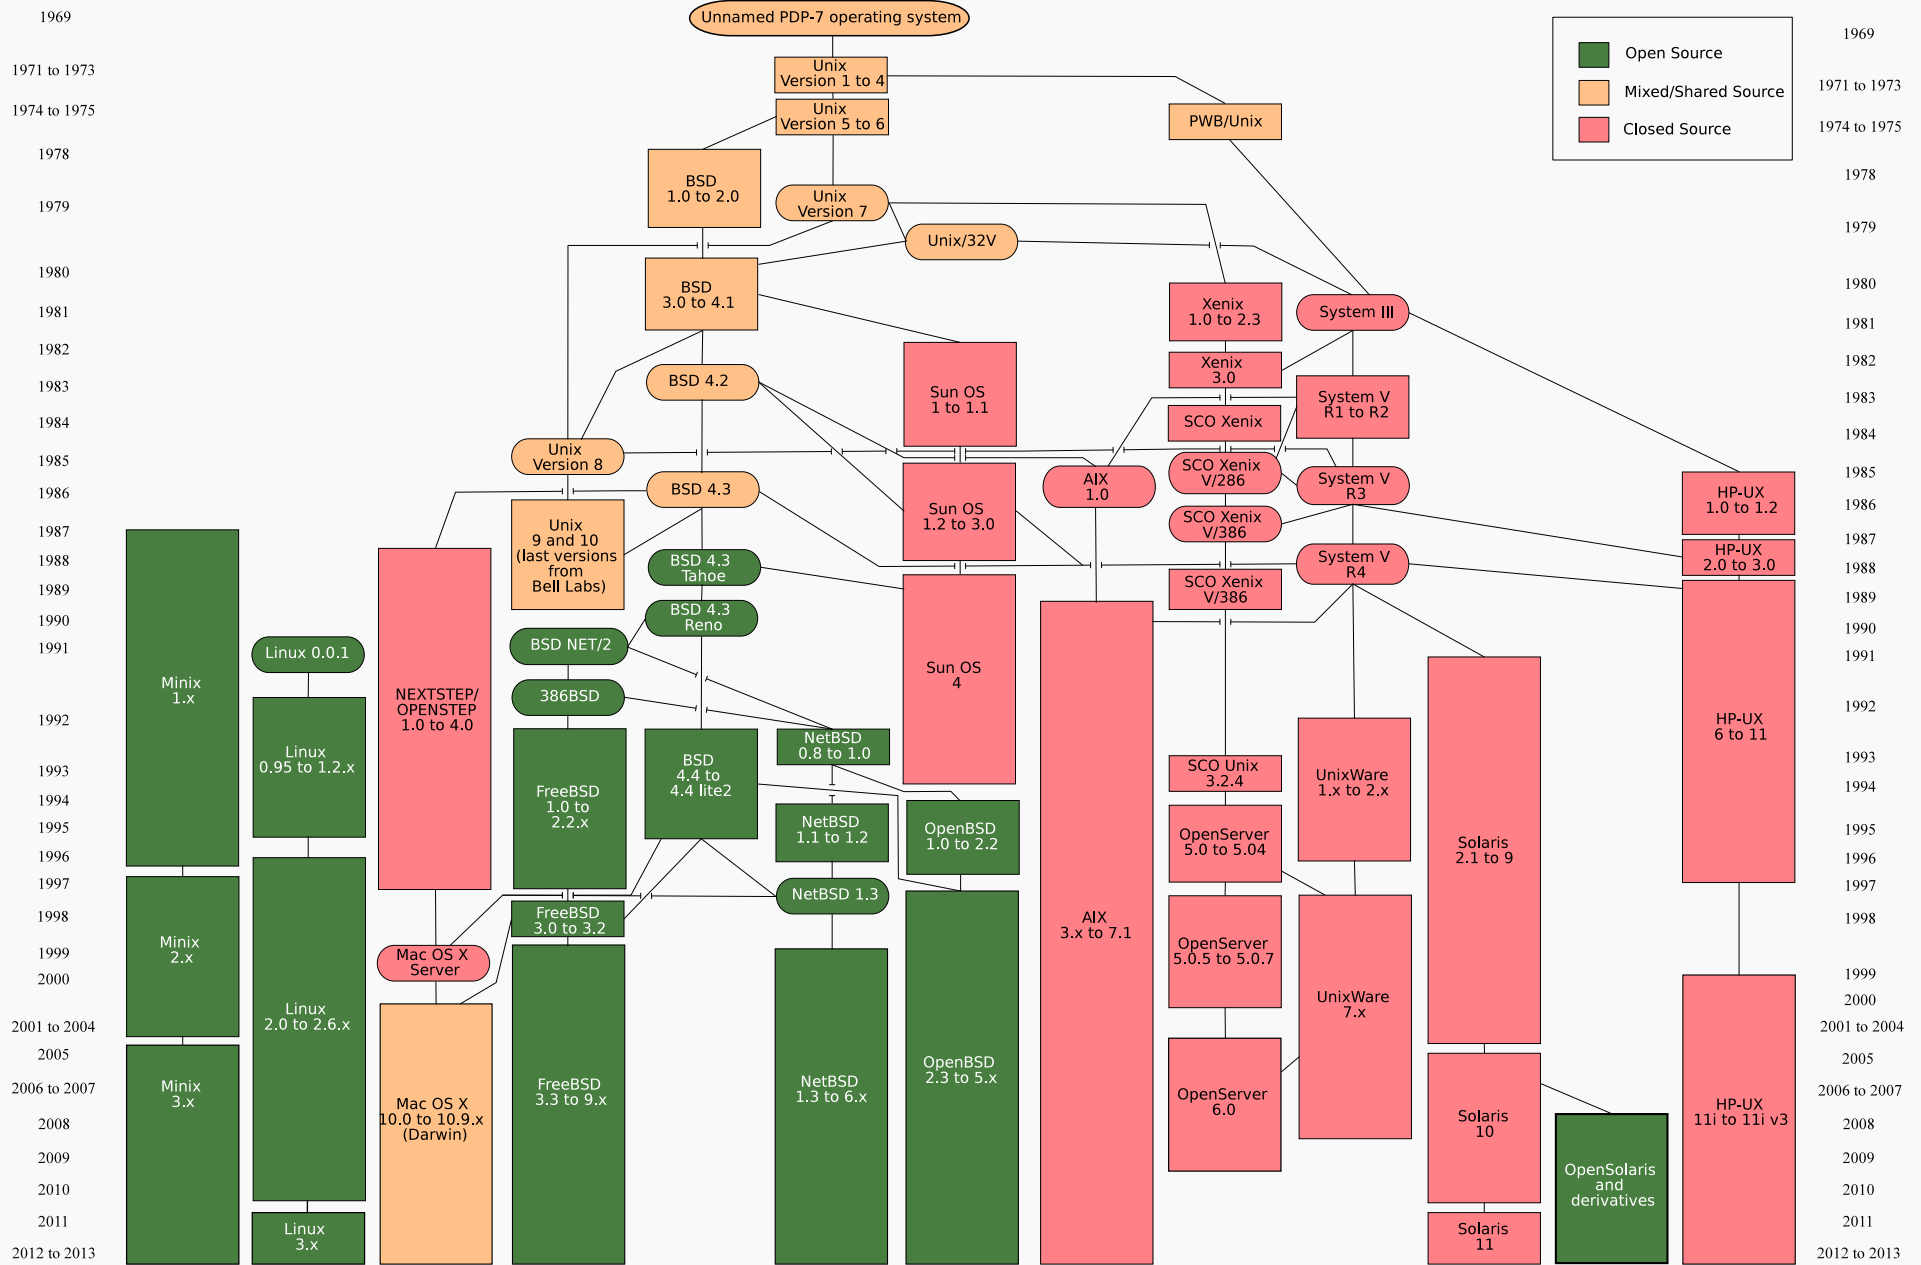 Unnamed PDP-7 operating system
Unix
Version 1 to 4
Unix
Version 5 to 6
PWB/Unix
BSD
1.0 to 2.0
Unix
Version 7
Unix/32V
BSD
3.0 to 4.1
Xenix
1.0 to 2.3
System III
Xenix
3.0
BSD 4.2
Sun OS
1 to 1.1
System V
R1 to R2
SCO Xenix
Unix
Version 8
SCO Xenix
V/286
AIX
1.0
System V
R3
BSD 4.3
HP-UX
1.0 to 1.2
Sun OS
1.2 to 3.0
SCO Xenix
V/386
Unix
9 and 10
(last versions
from
Bell Labs)
HP-UX
2.0 to 3.0
BSD 4.3
Tahoe
System V
R4
SCO Xenix
V/386
BSD 4.3
Reno
BSD NET/2
Linux 0.0.1
Minix
1.x
Sun OS
4
386BSD
NEXTSTEP/
OPENSTEP
1.0 to 4.0
HP-UX
6 to 11
NetBSD
0.8 to 1.0
Linux
0.95 to 1.2.x
BSD
4.4 to
4.4 lite2
SCO Unix
3.2.4
UnixWare
1.x to 2.x
FreeBSD
1.0 to
2.2.x
NetBSD
1.1 to 1.2
OpenBSD
1.0 to 2.2
OpenServer
5.0 to 5.04
Solaris
2.1 to 9
NetBSD 1.3
FreeBSD
3.0 to 3.2
AIX
3.x to 7.1
Minix
2.x
OpenServer
5.0.5 to 5.0.7
Mac OS X
Server
UnixWare
7.x
Linux
2.0 to 2.6.x
OpenBSD
2.3 to 5.x
NetBSD
1.3 to 6.x
FreeBSD
3.3 to 9.x
Minix
3.x
OpenServer
6.0
Mac OS X
10.0 to 10.9.x
(Darwin)
HP-UX
11i to 11i v3
Solaris
10
OpenSolaris
and
derivatives
Linux
3.x
Solaris
11
Open Source
Mixed/Shared Source
Closed Source
1969
1971 to 1973
1974 to 1975
1978
1979
1980
1981
1982
1983
1984
1985
1986
1987
1988
1989
1990
1991
1992
1993
1994
1995
1996
1997
1998
1999
2000
2001 to 2004
2005
2006 to 2007
2008
2009
2010
2011
2012 to 2013
1969
1971 to 1973
1974 to 1975
1978
1979
1980
1981
1982
1983
1984
1985
1986
1987
1988
1989
1990
1991
1992
1993
1994
1995
1996
1997
1998
1999
2000
2001 to 2004
2005
2006 to 2007
2008
2009
2010
2011
2012 to 2013